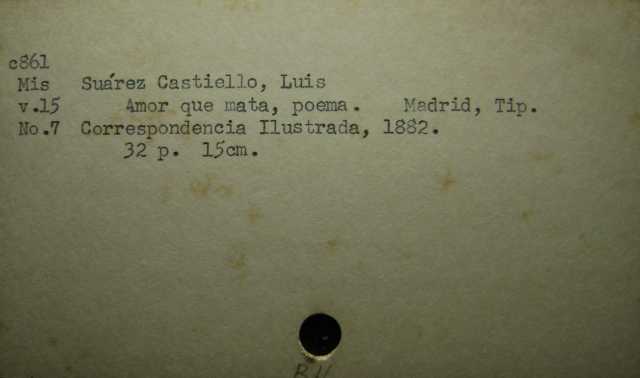 c861
Mis Suárez Castiello, Luis
v.15 Amor que mata, poema. Madrid, Tip.
No.7 Correspondencia Ilustrada, 1882.
32 p. 15cm.